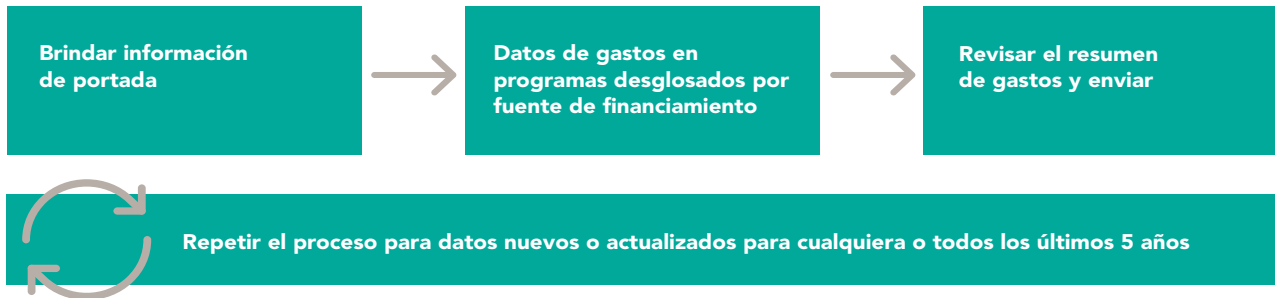 Brindar información
de portada
Datos de gastos en
programas desglosados por
fuente de financiamiento
Revisar el resumen
de gastos y enviar
Repetir el proceso para datos nuevos o actualizados para cualquiera o todos los últimos 5 años